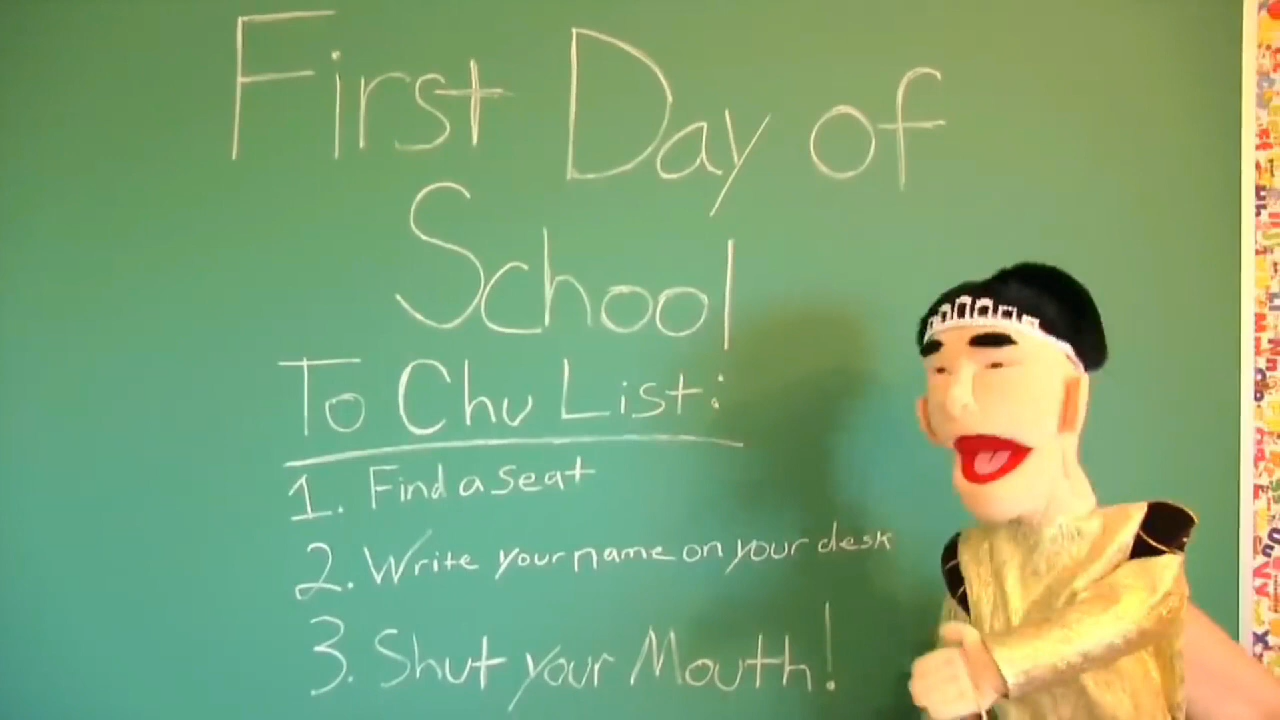 First Day of
School
To Chu List:
1. Find a seat
2. Write your name on your desk
3. Shut your Mouth!